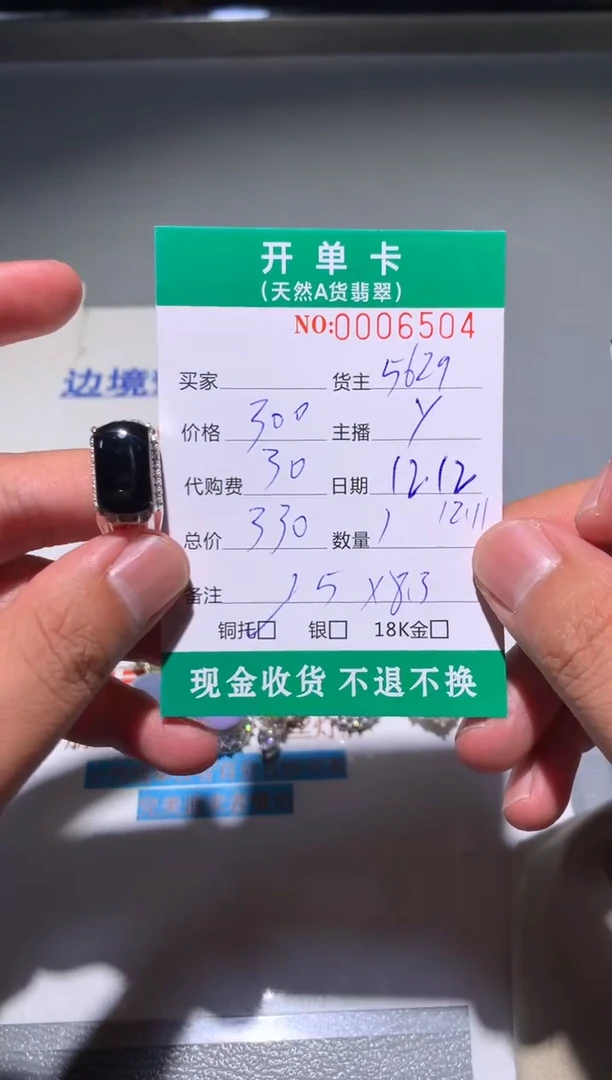 开单卡
(天然A货翡翠)
NO:0006504
买家 货主 5629
价格 300 主播 Y
代购费 30 日期 12.12
12.11
总价 330 数量 1
备注 15 x8.3
铜托□ 银□ 18K金□
现金收货 不退不换
边境